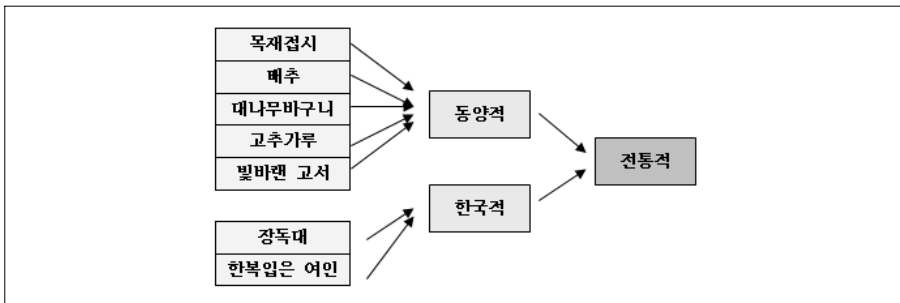 목재접시
배추
대나무바구니
고추가루
빛바랜 고서
동양적
전통적
한국적
장독대
한복입은 여인